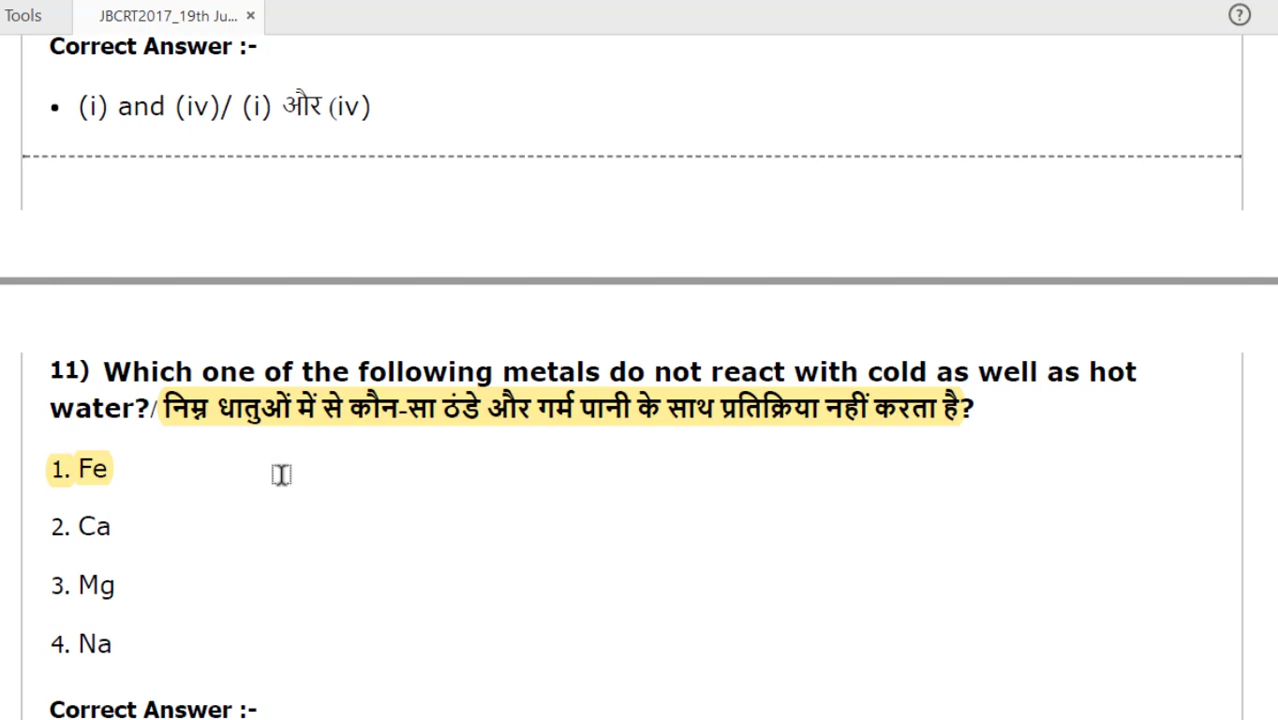 Tools
JBCRT2017_19th Ju... ×
Correct Answer :-
• (i) and (iv)/ (i) और (iv)
11) Which one of the following metals do not react with cold as well as hot
water?/ निम्न धातुओं में से कौन-सा ठंडे और गर्म पानी के साथ प्रतिक्रिया नहीं करता है?
1. Fe
2. Ca
3. Mg
4. Na
Correct Answer :-